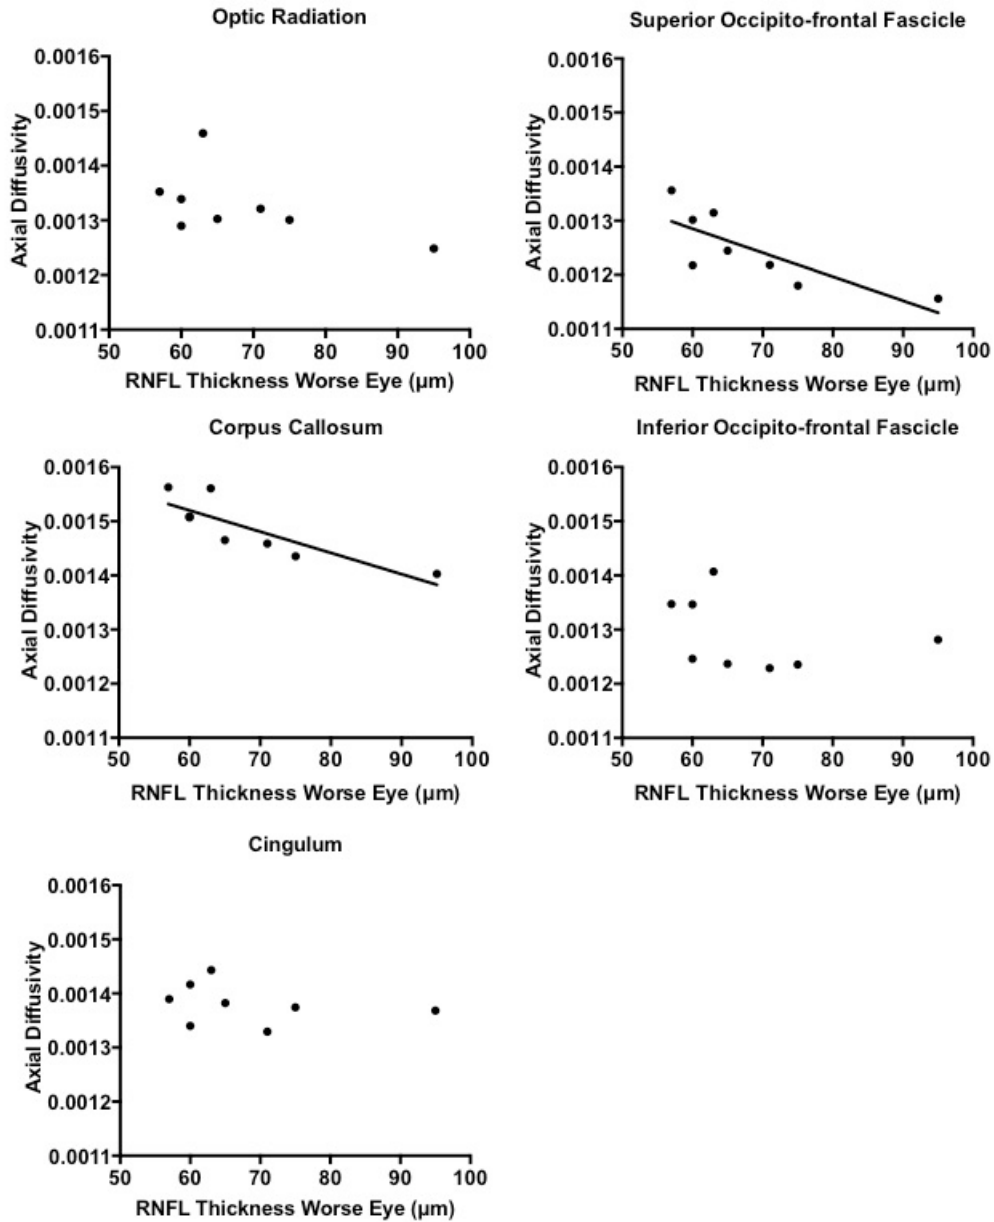 Optic Radiation
0.0016
0.0015
0.0014
0.0013
0.0012
0.0011
Axial Diffusivity
50 60 70 80 90 100
RNFL Thickness Worse Eye (µm)
Superior Occipito-frontal Fascicle
0.0016
0.0015
0.0014
0.0013
0.0012
0.0011
Axial Diffusivity
50 60 70 80 90 100
RNFL Thickness Worse Eye (µm)
Corpus Callosum
0.0016
0.0015
0.0014
0.0013
0.0012
0.0011
Axial Diffusivity
50 60 70 80 90 100
RNFL Thickness Worse Eye (µm)
Inferior Occipito-frontal Fascicle
0.0016
0.0015
0.0014
0.0013
0.0012
0.0011
Axial Diffusivity
50 60 70 80 90 100
RNFL Thickness Worse Eye (µm)
Cingulum
0.0016
0.0015
0.0014
0.0013
0.0012
0.0011
Axial Diffusivity
50 60 70 80 90 100
RNFL Thickness Worse Eye (µm)